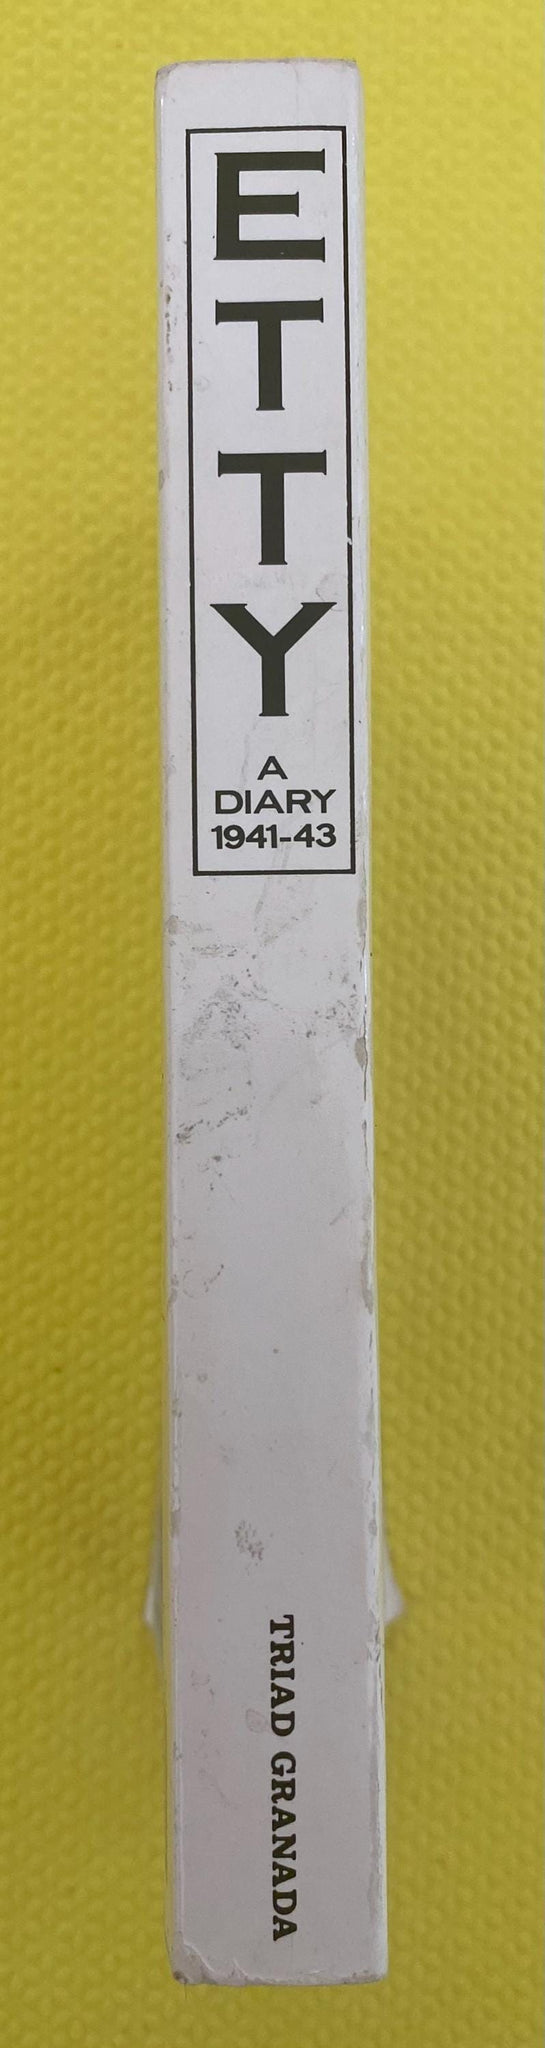 ETTY
A
DIARY
1941-43
TRIAD GRANADA